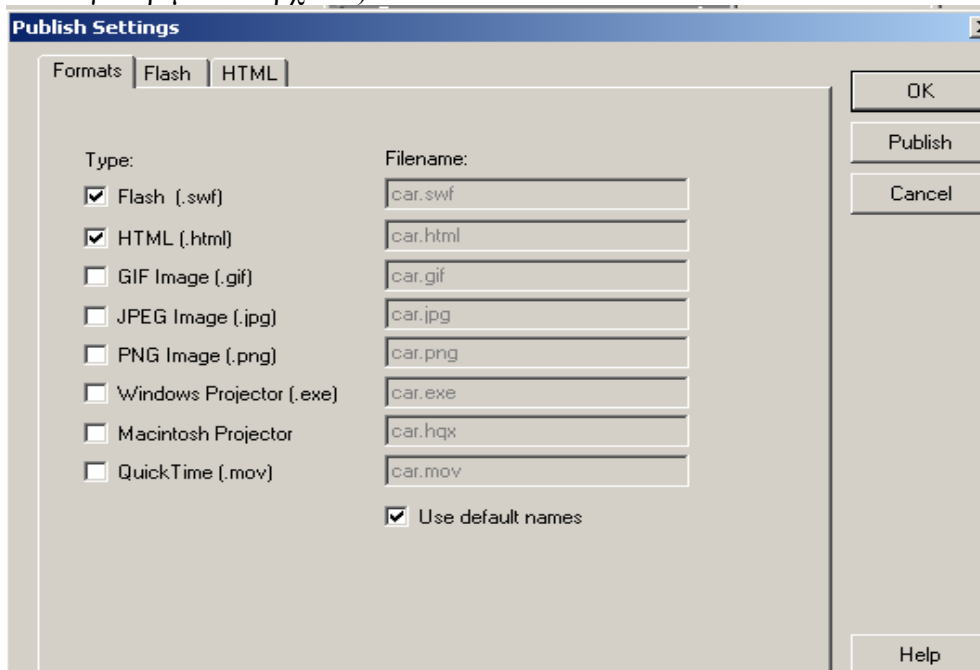 Publish Settings
Formats Flash HTML
OK
Publish
Cancel
Type: Filename:
Flash (.swf) car.swf
HTML (.html) car.html
GIF Image (.gif) car.gif
JPEG Image (.jpg) car.jpg
PNG Image (.png) car.png
Windows Projector (.exe) car.exe
Macintosh Projector car.hqx
QuickTime (.mov) car.mov
Use default names
Help